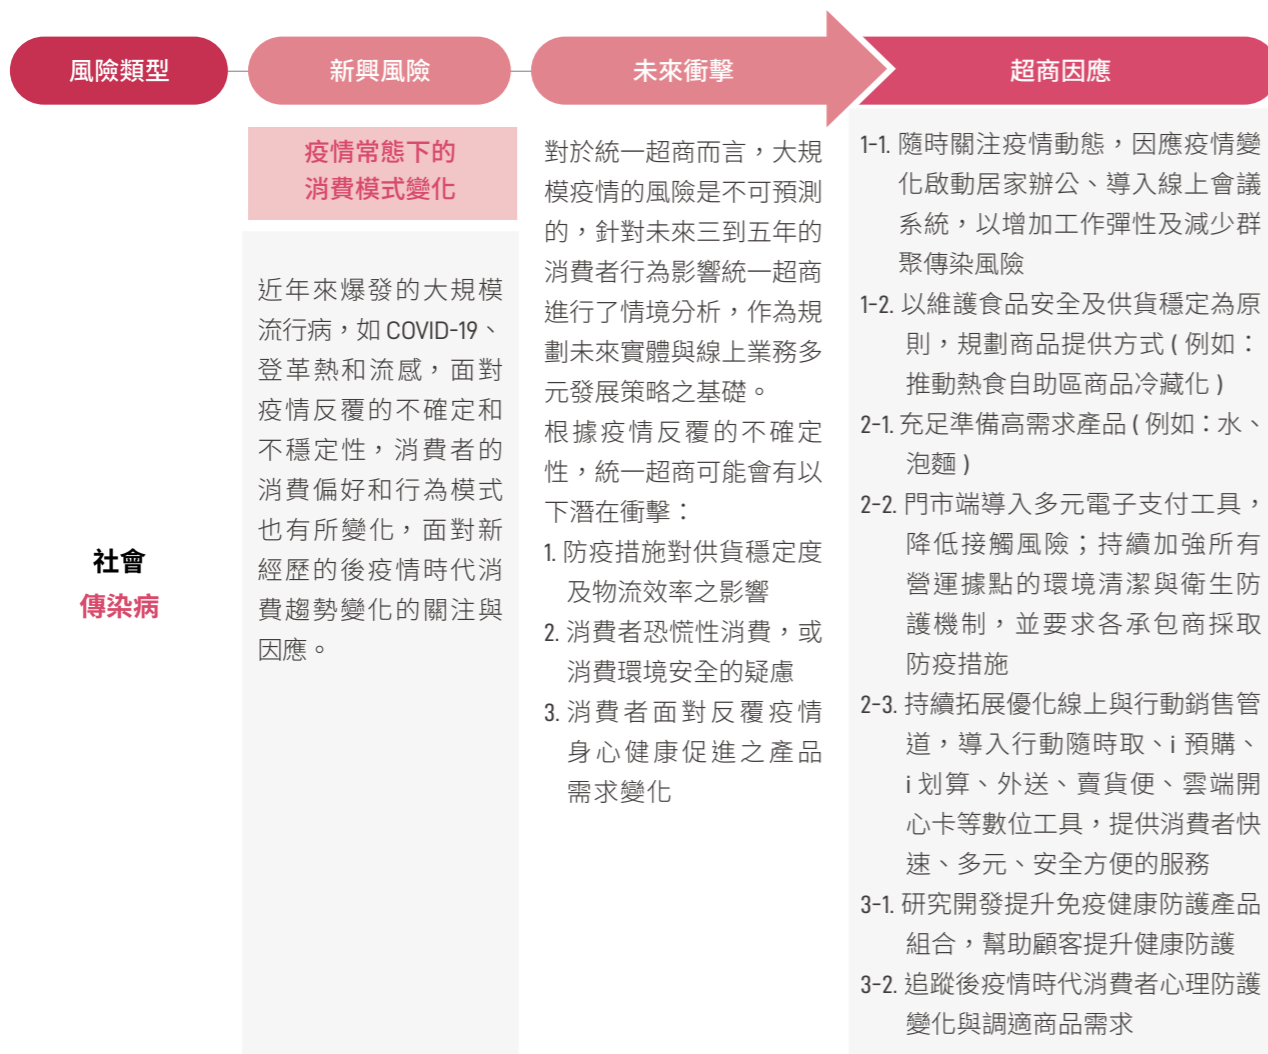 風險類型
新興風險
未來衝擊
超商因應
社會
傳染病
疫情常態下的
消費模式變化
近年來爆發的大規模
流行病，如 COVID-19、
登革熱和流感，面對
疫情反覆的不確定和
不穩定性，消費者的
消費偏好和行為模式
也有所變化，面對新
經歷的後疫情時代消
費趨勢變化的關注與
因應。
對於統一超商而言，大規
模疫情的風險是不可預測
的，針對未來三到五年的
消費者行為影響統一超商
進行了情境分析，作為規
劃未來實體與線上業務多
元發展策略之基礎。
根據疫情反覆的不確定
性，統一超商可能會有以
下潛在衝擊：
1. 防疫措施對供貨穩定度
及物流效率之影響
2. 消費者恐慌性消費，或
消費環境安全的疑慮
3. 消費者面對反覆疫情
身心健康促進之產品
需求變化
1-1. 隨時關注疫情動態，因應疫情變
化啟動居家辦公、導入線上會議
系統，以增加工作彈性及減少群
聚傳染風險
1-2. 以維護食品安全及供貨穩定為原
則，規劃商品提供方式 ( 例如：
推動熱食自助區商品冷藏化 )
2-1. 充足準備高需求產品 ( 例如：水、
泡麵 )
2-2. 門市端導入多元電子支付工具，
降低接觸風險；持續加強所有
營運據點的環境清潔與衛生防
護機制，並要求各承包商採取
防疫措施
2-3. 持續拓展優化線上與行動銷售管
道，導入行動隨時取、i 預購、
i 划算、外送、賣貨便、雲端開
心卡等數位工具，提供消費者快
速、多元、安全方便的服務
3-1. 研究開發提升免疫健康防護產品
組合，幫助顧客提升健康防護
3-2. 追蹤後疫情時代消費者心理防護
變化與調適商品需求